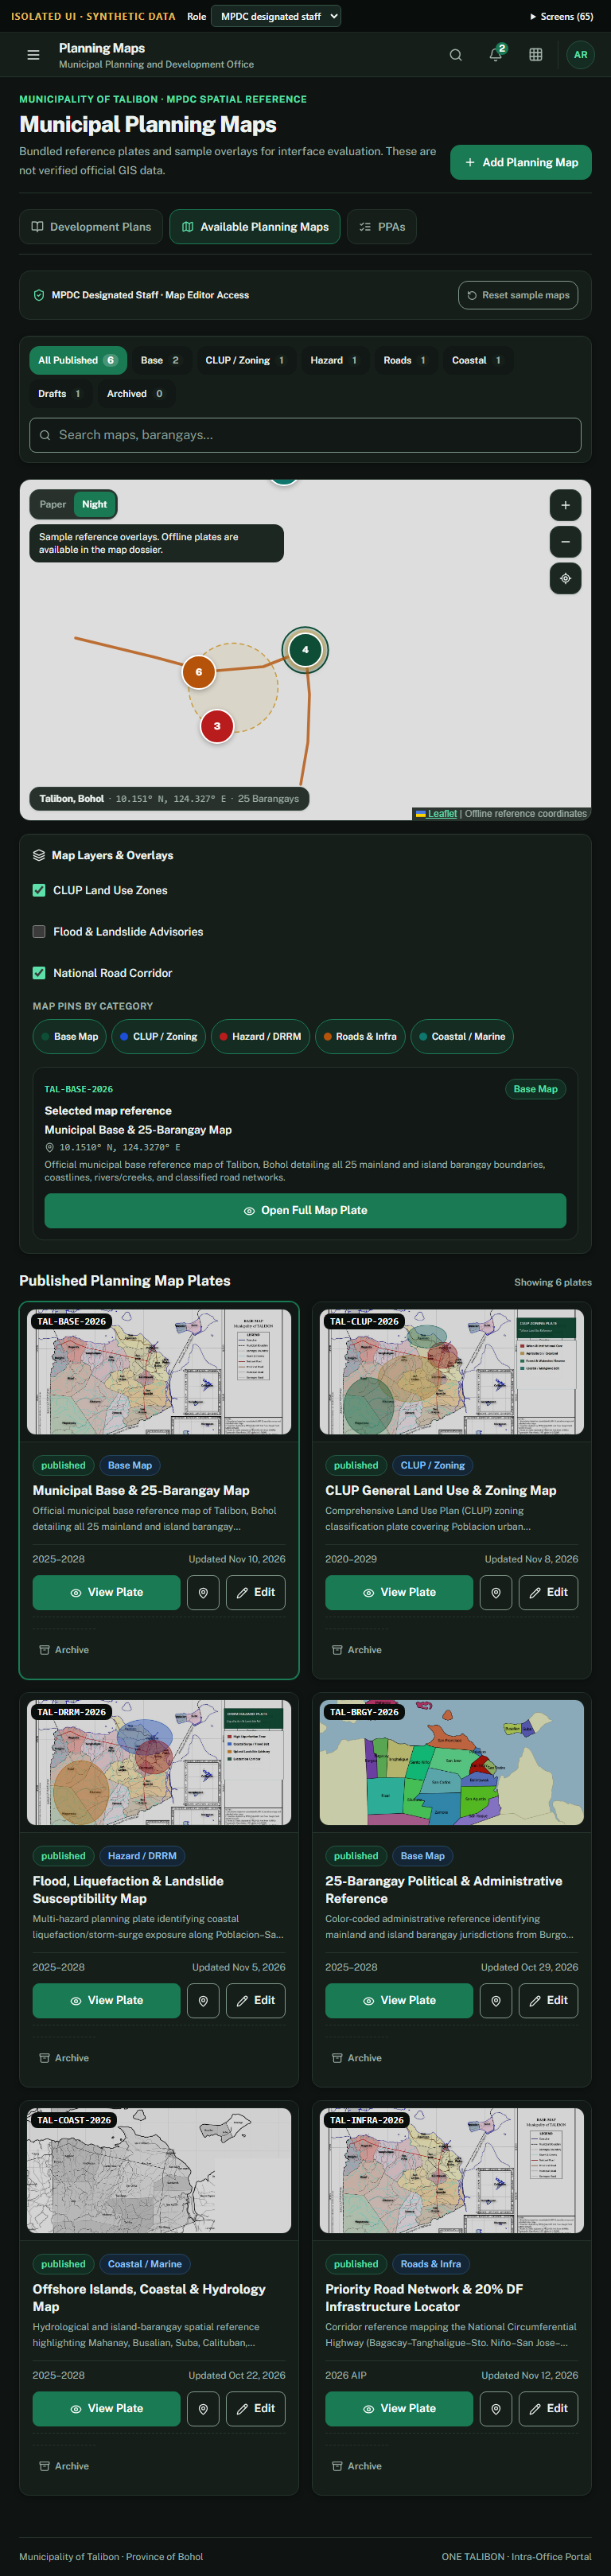 ISOLATED UI · SYNTHETIC DATA Role MPDC designated staff Screens (65)
Planning Maps
Municipal Planning and Development Office
2
AR
MUNICIPALITY OF TALIBON · MPDC SPATIAL REFERENCE
Municipal Planning Maps
Bundled reference plates and sample overlays for interface evaluation. These are
not verified official GIS data.
Add Planning Map
Development Plans Available Planning Maps PPAs
MPDC Designated Staff · Map Editor Access Reset sample maps
All Published 6 Base 2 CLUP / Zoning 1 Hazard 1 Roads 1 Coastal 1
Drafts 1 Archived 0
Search maps, barangays...
Paper Night
Sample reference overlays. Offline plates are
available in the map dossier.
+
−
4
6
3
Talibon, Bohol · 10.151° N, 124.327° E · 25 Barangays
Leaflet | Offline reference coordinates
Map Layers & Overlays
CLUP Land Use Zones
Flood & Landslide Advisories
National Road Corridor
MAP PINS BY CATEGORY
Base Map CLUP / Zoning Hazard / DRRM Roads & Infra Coastal / Marine
TAL-BASE-2026 Base Map
Selected map reference
Municipal Base & 25-Barangay Map
10.1510° N, 124.3270° E
Official municipal base reference map of Talibon, Bohol detailing all 25 mainland and island barangay boundaries,
coastlines, rivers/creeks, and classified road networks.
Open Full Map Plate
Published Planning Map Plates Showing 6 plates
TAL-BASE-2026
BASE MAP
Municipality of TALIBON
LEGEND
published Base Map
Municipal Base & 25-Barangay Map
Official municipal base reference map of Talibon, Bohol
detailing all 25 mainland and island barangay...
2025–2028 Updated Nov 10, 2026
View Plate Edit
Archive
TAL-CLUP-2026
published CLUP / Zoning
CLUP General Land Use & Zoning Map
Comprehensive Land Use Plan (CLUP) zoning
classification plate covering Poblacion urban...
2020–2029 Updated Nov 8, 2026
View Plate Edit
Archive
TAL-DRRM-2026
published Hazard / DRRM
Flood, Liquefaction & Landslide
Susceptibility Map
Multi-hazard planning plate identifying coastal
liquefaction/storm-surge exposure along Poblacion–Sa...
2025–2028 Updated Nov 5, 2026
View Plate Edit
Archive
TAL-BRGY-2026
published Base Map
25-Barangay Political & Administrative
Reference
Color-coded administrative reference identifying
mainland and island barangay jurisdictions from Burgo...
2025–2028 Updated Oct 29, 2026
View Plate Edit
Archive
TAL-COAST-2026
published Coastal / Marine
Offshore Islands, Coastal & Hydrology
Map
Hydrological and island-barangay spatial reference
highlighting Mahanay, Busalian, Suba, Calituban,...
2025–2028 Updated Oct 22, 2026
View Plate Edit
Archive
TAL-INFRA-2026
BASE MAP
Municipality of TALIBON
LEGEND
published Roads & Infra
Priority Road Network & 20% DF
Infrastructure Locator
Corridor reference mapping the National Circumferential
Highway (Bagacay–Tanghaligue–Sto. Niño–San Jose–...
2026 AIP Updated Nov 12, 2026
View Plate Edit
Archive
Municipality of Talibon · Province of Bohol ONE TALIBON · Intra-Office Portal